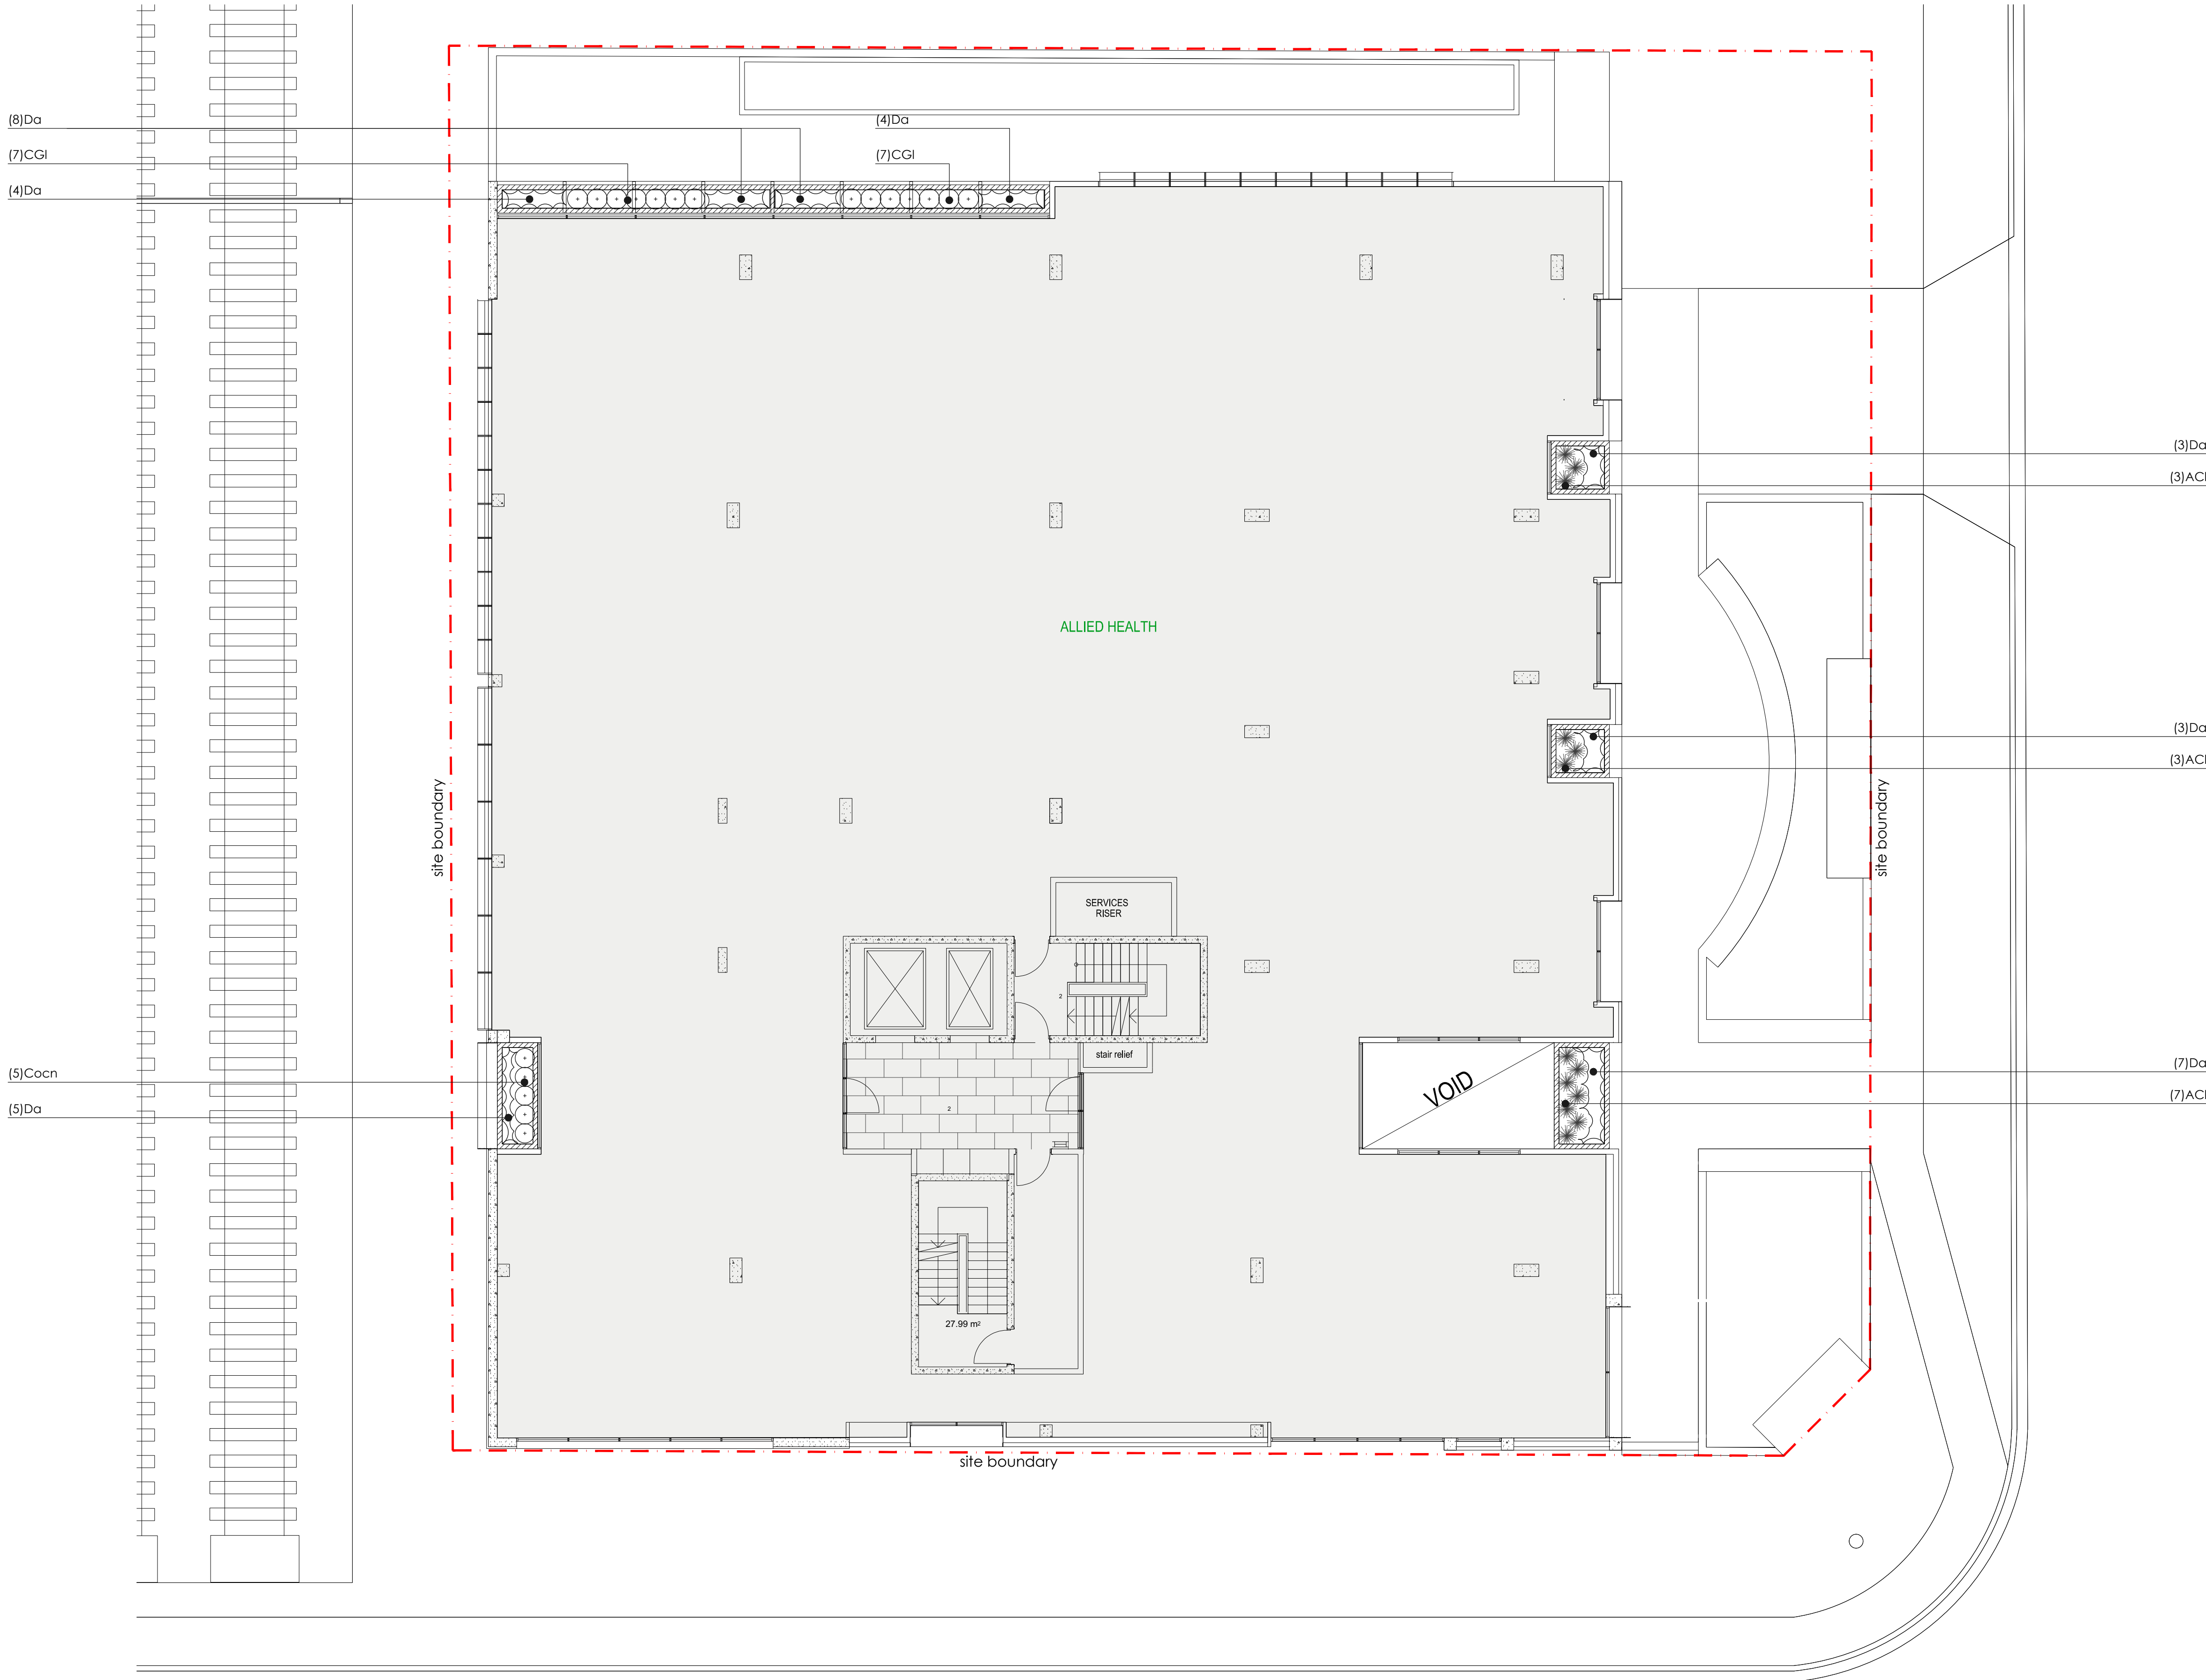 (8)Da
(4)Da
(7)CGI
(7)CGI
(4)Da
(3)Da
(3)ACI
ALLIED HEALTH
(3)Da
(3)ACI
site boundary
site boundary
SERVICES
RISER
2
stair relief
(5)Cocn
VOID
(7)Da
(5)Da
2
(7)ACI
27.99 m²
site boundary